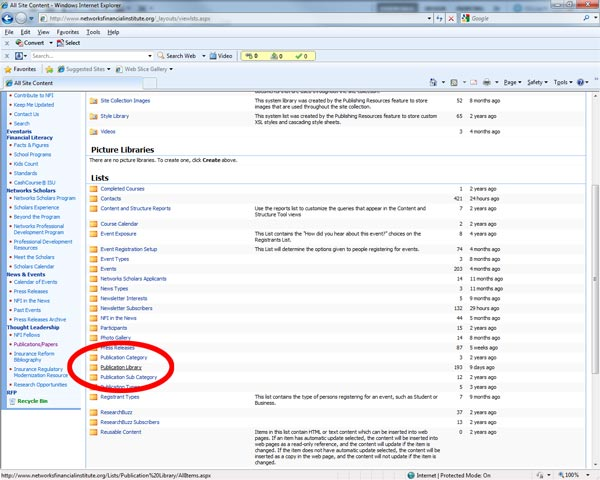 All Site Content - Windows Internet Explorer
http://www.networksfinancialinstitute.org/_layouts/viewlsts.aspx
Google
File Edit View Favorites Tools Help
Convert Select
Search... Search Web Video 0 0 0
Favorites Suggested Sites Web Slice Gallery
All Site Content
Page Safety Tools
Contribute to NFI
Keep Me Updated
Contact Us
Search
Eventaris
Financial Literacy
Facts & Figures
School Programs
Kids Count
Standards
CashCourse® ISU
Networks Scholars
Networks Scholars Program
Scholars Experience
Beyond the Program
Networks Professional
Development Program
Professional Development
Resources
Meet the Scholars
Scholars Calendar
News & Events
Calendar of Events
Press Releases
NFI in the News
Past Events
Press Releases Archive
Thought Leadership
NFI Fellows
Publications/Papers
Insurance Reform
Bibliography
Insurance Regulatory
Modernization Resource
Research Opportunities
RFP
Recycle Bin
Site Collection Images This system library was created by the Publishing Resources feature to store 52 8 months ago
images that are used throughout the site collection.
Style Library This system list was created by the Publishing Resources feature to store custom 65 2 years ago
XSL styles and cascading style sheets.
Videos 3 4 months ago
Picture Libraries
There are no picture libraries. To create one, click Create above.
Lists
Completed Courses 1 2 years ago
Contacts 421 24 hours ago
Content and Structure Reports Use the reports list to customize the queries that appear in the Content and 7 2 years ago
Structure Tool views
Course Calendar 2 2 years ago
Event Exposure This List contains the "How did you hear about this event?" choices on the 8 4 years ago
Registrants List.
Event Registration Setup This List will determine the options given to people registering for events. 74 4 months ago
Event Types 3 8 months ago
Events 203 4 months ago
Networks Scholars Applicants 14 11 months ago
News Types 3 11 months ago
Newsletter Interests 5 9 months ago
Newsletter Subscribers 132 29 hours ago
NFI in the News 44 5 months ago
Participants 15 2 years ago
Photo Gallery 14 8 months ago
Press Releases 87 5 weeks ago
Publication Category 3 2 years ago
Publication Library 193 9 days ago
Publication Sub Category 12 2 years ago
Publication Types 5 3 years ago
Registrant Types This list contains the type of persons registering for an event, such as Student or 7 4 years ago
Business.
ResearchBuzz 37 2 years ago
ResearchBuzz Subscribers 13 2 years ago
Reusable Content Items in this list contain HTML or text content which can be inserted into web 0 2 years ago
pages. If an item has automatic update selected, the content will be inserted into
web pages as a read-only reference, and the content will update if the item is
changed. If the item does not have automatic update selected, the content will be
inserted as a copy in the web page, and the content will not update if the item is
changed.
http://www.networksfinancialinstitute.org/Lists/Publication%20Library/AllItems.aspx
Internet | Protected Mode: On 100%